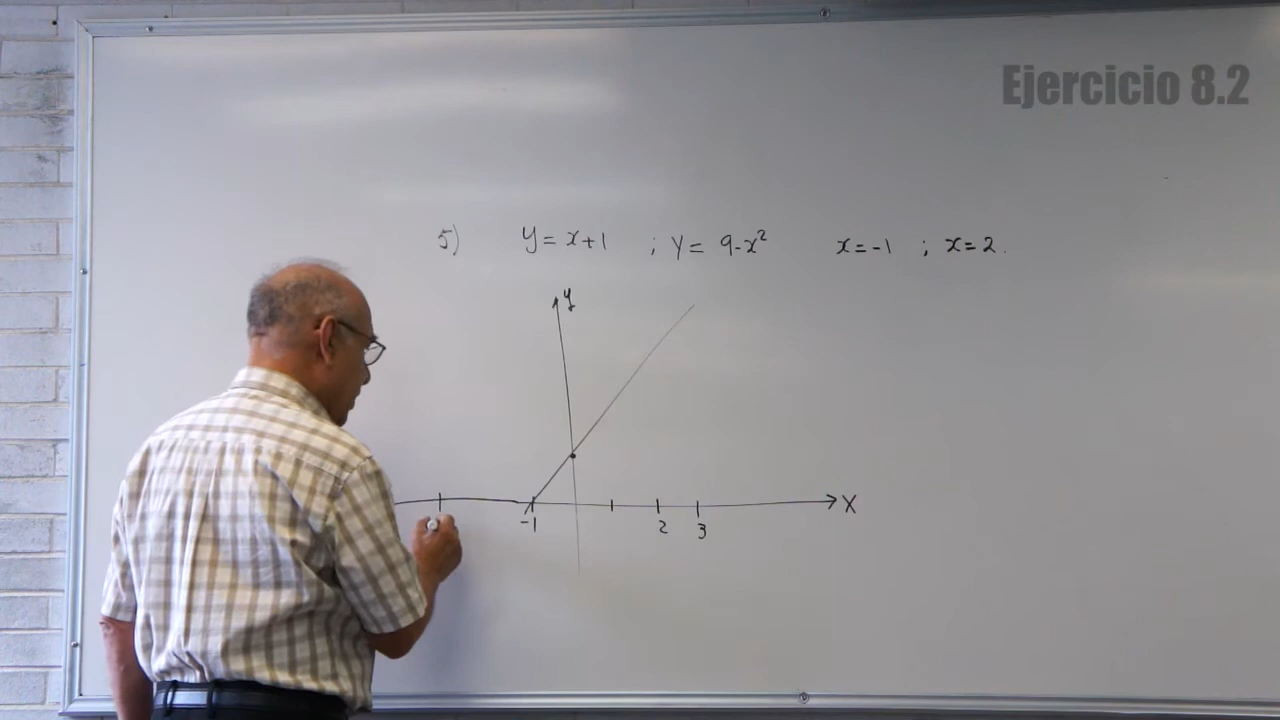 Ejercicio 8.2
5) y = x+1 ; y = 9-x² x=-1 ; x=2.
y
X
-1 2 3